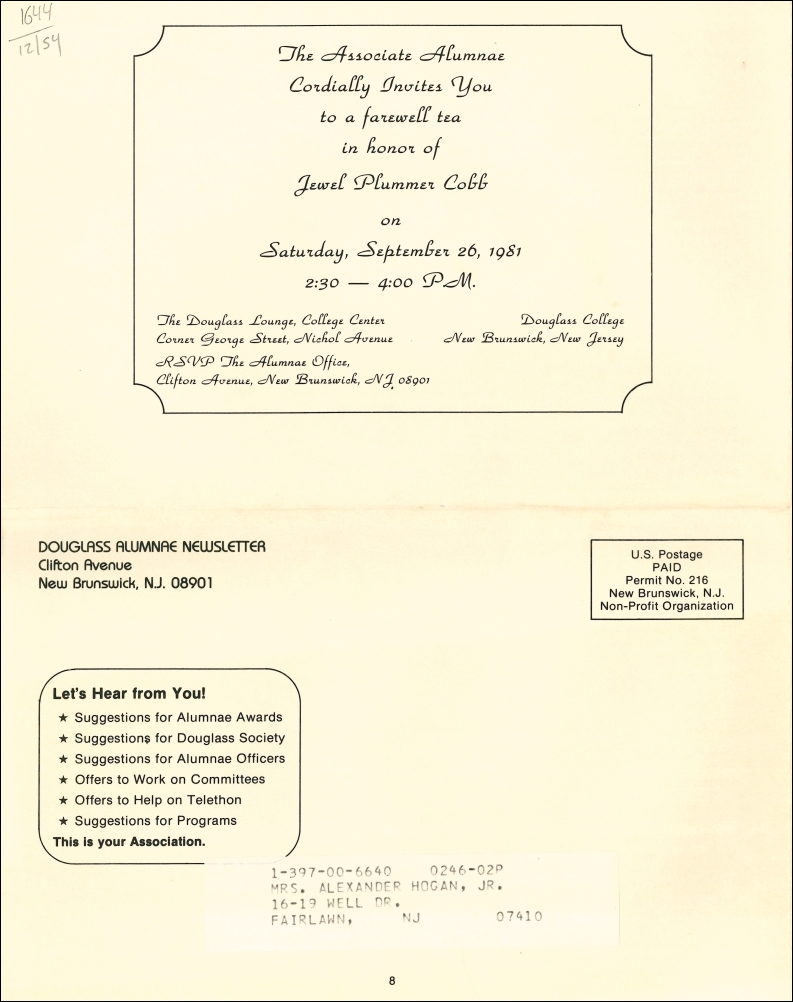 1644
12/54
The Associate Alumnae
Cordially Invites You
to a farewell tea
in honor of
Jewel Plummer Cobb
on
Saturday, September 26, 1981
2:30 — 4:00 P.M.
The Douglass Lounge, College Center
Corner George Street, Nichol Avenue
Douglass College
New Brunswick, New Jersey
RSVP The Alumnae Office,
Clifton Avenue, New Brunswick, NJ 08901
DOUGLASS ALUMNAE NEWSLETTER
Clifton Avenue
New Brunswick, N.J. 08901
U.S. Postage
PAID
Permit No. 216
New Brunswick, N.J.
Non-Profit Organization
Let's Hear from You!
★ Suggestions for Alumnae Awards
★ Suggestions for Douglass Society
★ Suggestions for Alumnae Officers
★ Offers to Work on Committees
★ Offers to Help on Telethon
★ Suggestions for Programs
This is your Association.
1-397-00-6640 0246-02P
MRS. ALEXANDER HOGAN, JR.
16-19 WELL DR.
FAIRLAWN, NJ 07410
8